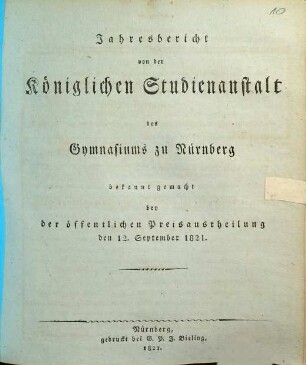 10
Jahresbericht
von der
Königlichen Studienanstalt
des
Gymnasiums zu Nürnberg
bekannt gemacht
bey
der öffentlichen Preisaustheilung
den 12. September 1821.
Nürnberg,
gedruckt bei G. P. J. Bieling.
1821.